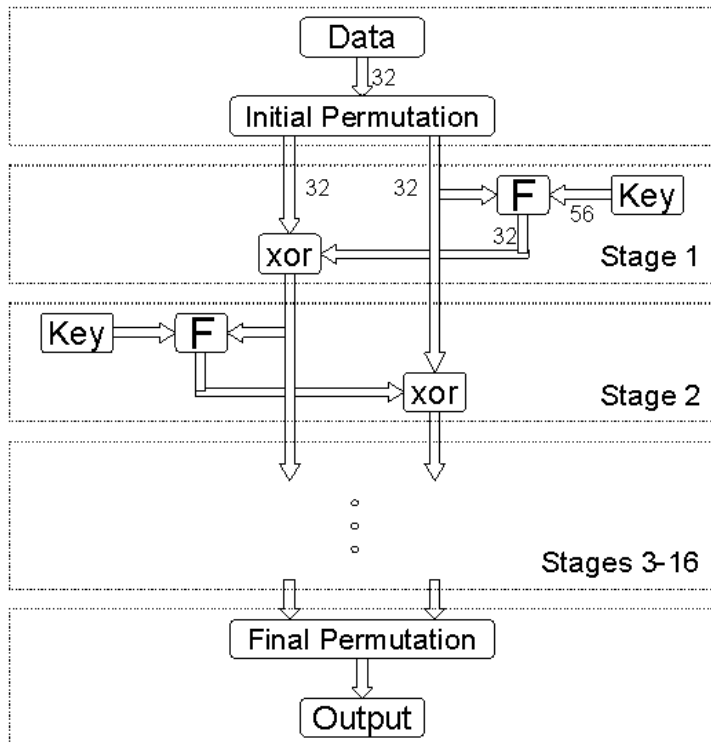 Data
32
Initial Permutation
32
32
F
56
Key
32
xor
Stage 1
Key
F
xor
Stage 2
Stages 3-16
Final Permutation
Output